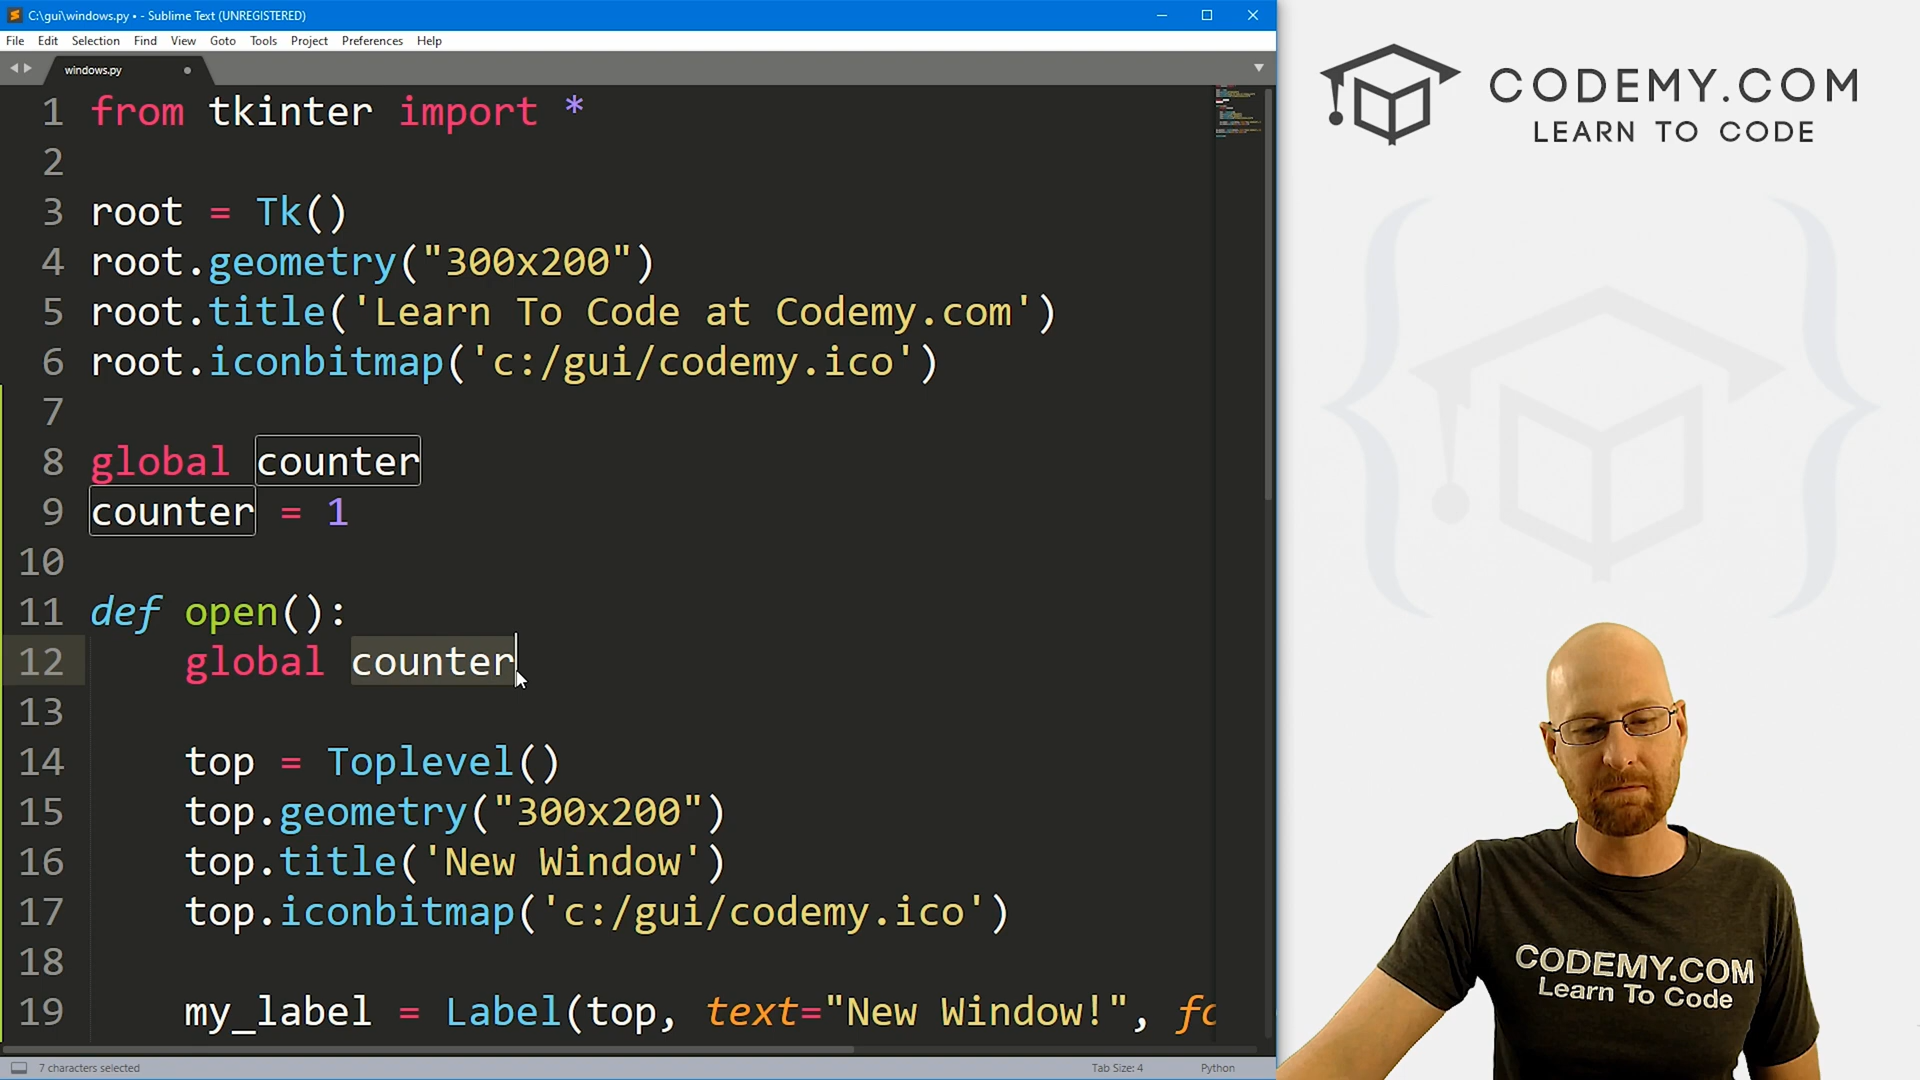 C:\gui\windows.py • - Sublime Text (UNREGISTERED)
File Edit Selection Find View Goto Tools Project Preferences Help
windows.py
1 from tkinter import *
2
3 root = Tk()
4 root.geometry("300x200")
5 root.title('Learn To Code at Codemy.com')
6 root.iconbitmap('c:/gui/codemy.ico')
7
8 global counter
9 counter = 1
10
11 def open():
12 global counter
13
14 top = Toplevel()
15 top.geometry("300x200")
16 top.title('New Window')
17 top.iconbitmap('c:/gui/codemy.ico')
18
19 my_label = Label(top, text="New Window!", fo
7 characters selected
Tab Size: 4
Python
CODEMY.COM
LEARN TO CODE
CODEMY.COM
Learn To Code